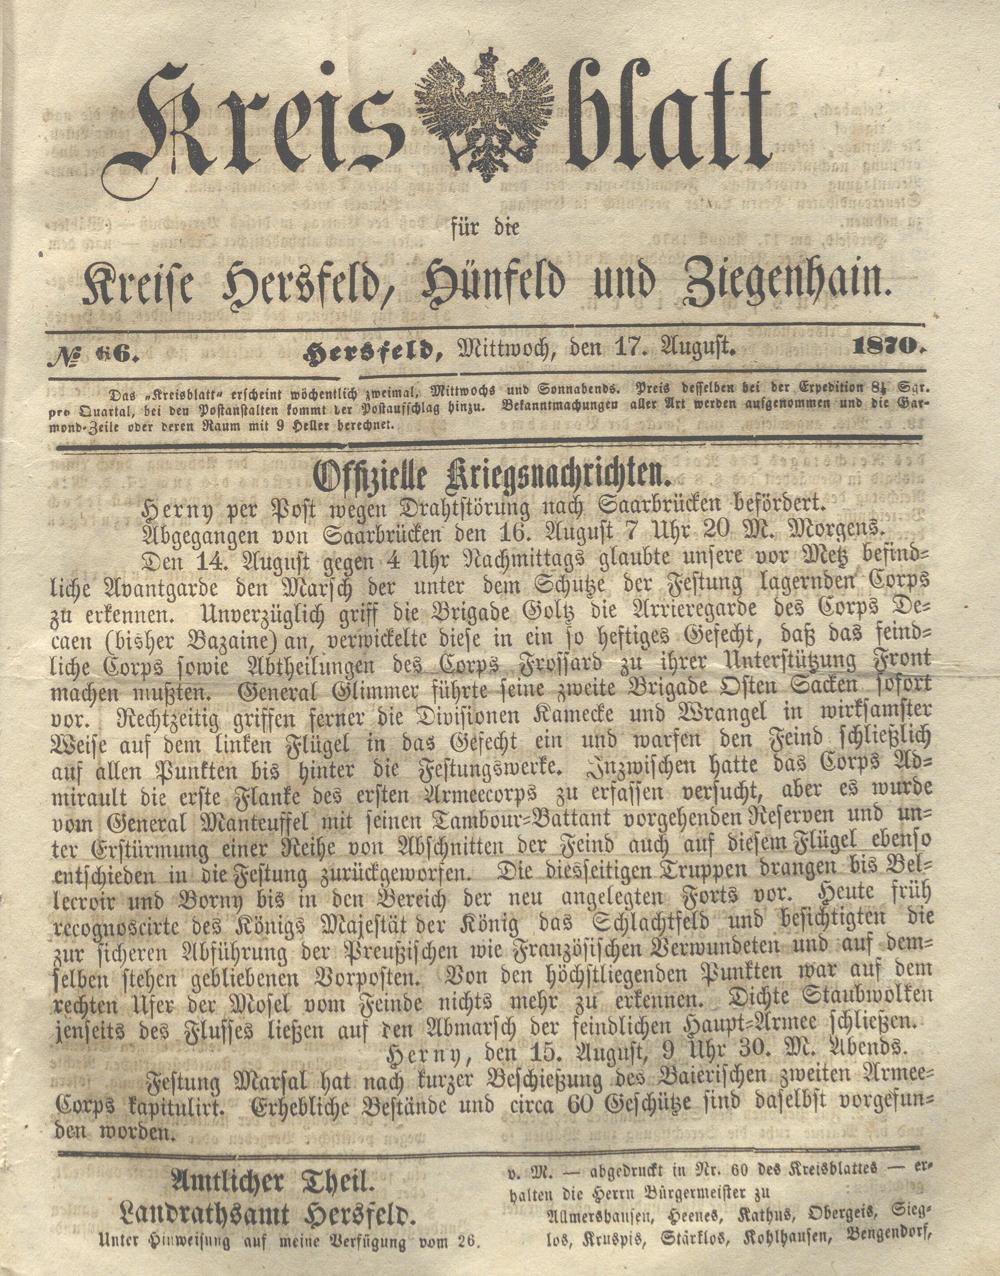 Kreisblatt
für die
Kreise Hersfeld, Hünfeld und Ziegenhain.
№ 66. Hersfeld, Mittwoch, den 17. August. 1870.
Das „Kreisblatt“ erscheint wöchentlich zweimal, Mittwochs und Sonnabends. Preis desselben bei der Expedition 8½ Sgr.
pro Quartal, bei den Postanstalten kommt der Postaufschlag hinzu. Bekanntmachungen aller Art werden aufgenommen und die Gar-
mond-Zeile oder deren Raum mit 9 Heller berechnet.
Offizielle Kriegsnachrichten.
Herny per Post wegen Drahtstörung nach Saarbrücken befördert.
Abgegangen von Saarbrücken den 16. August 7 Uhr 20 M. Morgens.
Den 14. August gegen 4 Uhr Nachmittags glaubte unsere vor Metz befind-
liche Avantgarde den Marsch der unter dem Schutze der Festung lagernden Corps
zu erkennen. Unverzüglich griff die Brigade Goltz die Arrieregarde des Corps De-
caen (bisher Bazaine) an, verwickelte diese in ein so heftiges Gefecht, daß das feind-
liche Corps sowie Abtheilungen des Corps Frossard zu ihrer Unterstützung Front
machen mußten. General Glimmer führte seine zweite Brigade Osten Sacken sofort
vor. Rechtzeitig griffen ferner die Divisionen Kamecke und Wrangel in wirksamster
Weise auf dem linken Flügel in das Gefecht ein und warfen den Feind schließlich
auf allen Punkten bis hinter die Festungswerke. Inzwischen hatte das Corps Ad-
mirault die erste Flanke des ersten Armeecorps zu erfassen versucht, aber es wurde
vom General Manteuffel mit seinen Tambour-Battant vorgehenden Reserven und un-
ter Erstürmung einer Reihe von Abschnitten der Feind auch auf diesem Flügel ebenso
entschieden in die Festung zurückgeworfen. Die diesseitigen Truppen drangen bis Bel-
lecroir und Borny bis in den Bereich der neu angelegten Forts vor. Heute früh
recognoscirte des Königs Majestät der König das Schlachtfeld und besichtigten die
zur sicheren Abführung der Preußischen wie Französischen Verwundeten und auf dem-
selben stehen gebliebenen Vorposten. Von den höchstliegenden Punkten war auf dem
rechten Ufer der Mosel vom Feinde nichts mehr zu erkennen. Dichte Staubwolken
jenseits des Flusses ließen auf den Abmarsch der feindlichen Haupt-Armee schließen.
Herny, den 15. August, 9 Uhr 30. M. Abends.
Festung Marsal hat nach kurzer Beschießung des Baierischen zweiten Armee-
Corps kapitulirt. Erhebliche Bestände und circa 60 Geschütze sind daselbst vorgefun-
den worden.
Amtlicher Theil.
Landrathsamt Hersfeld.
Unter Hinweisung auf meine Verfügung vom 26.
v. M. — abgedruckt in Nr. 60 des Kreisblattes — er-
halten die Herrn Bürgermeister zu
Allmershausen, Heenes, Kathus, Obergeis, Sieg-
los, Kruspis, Stärklos, Kohlhausen, Bengendorf,